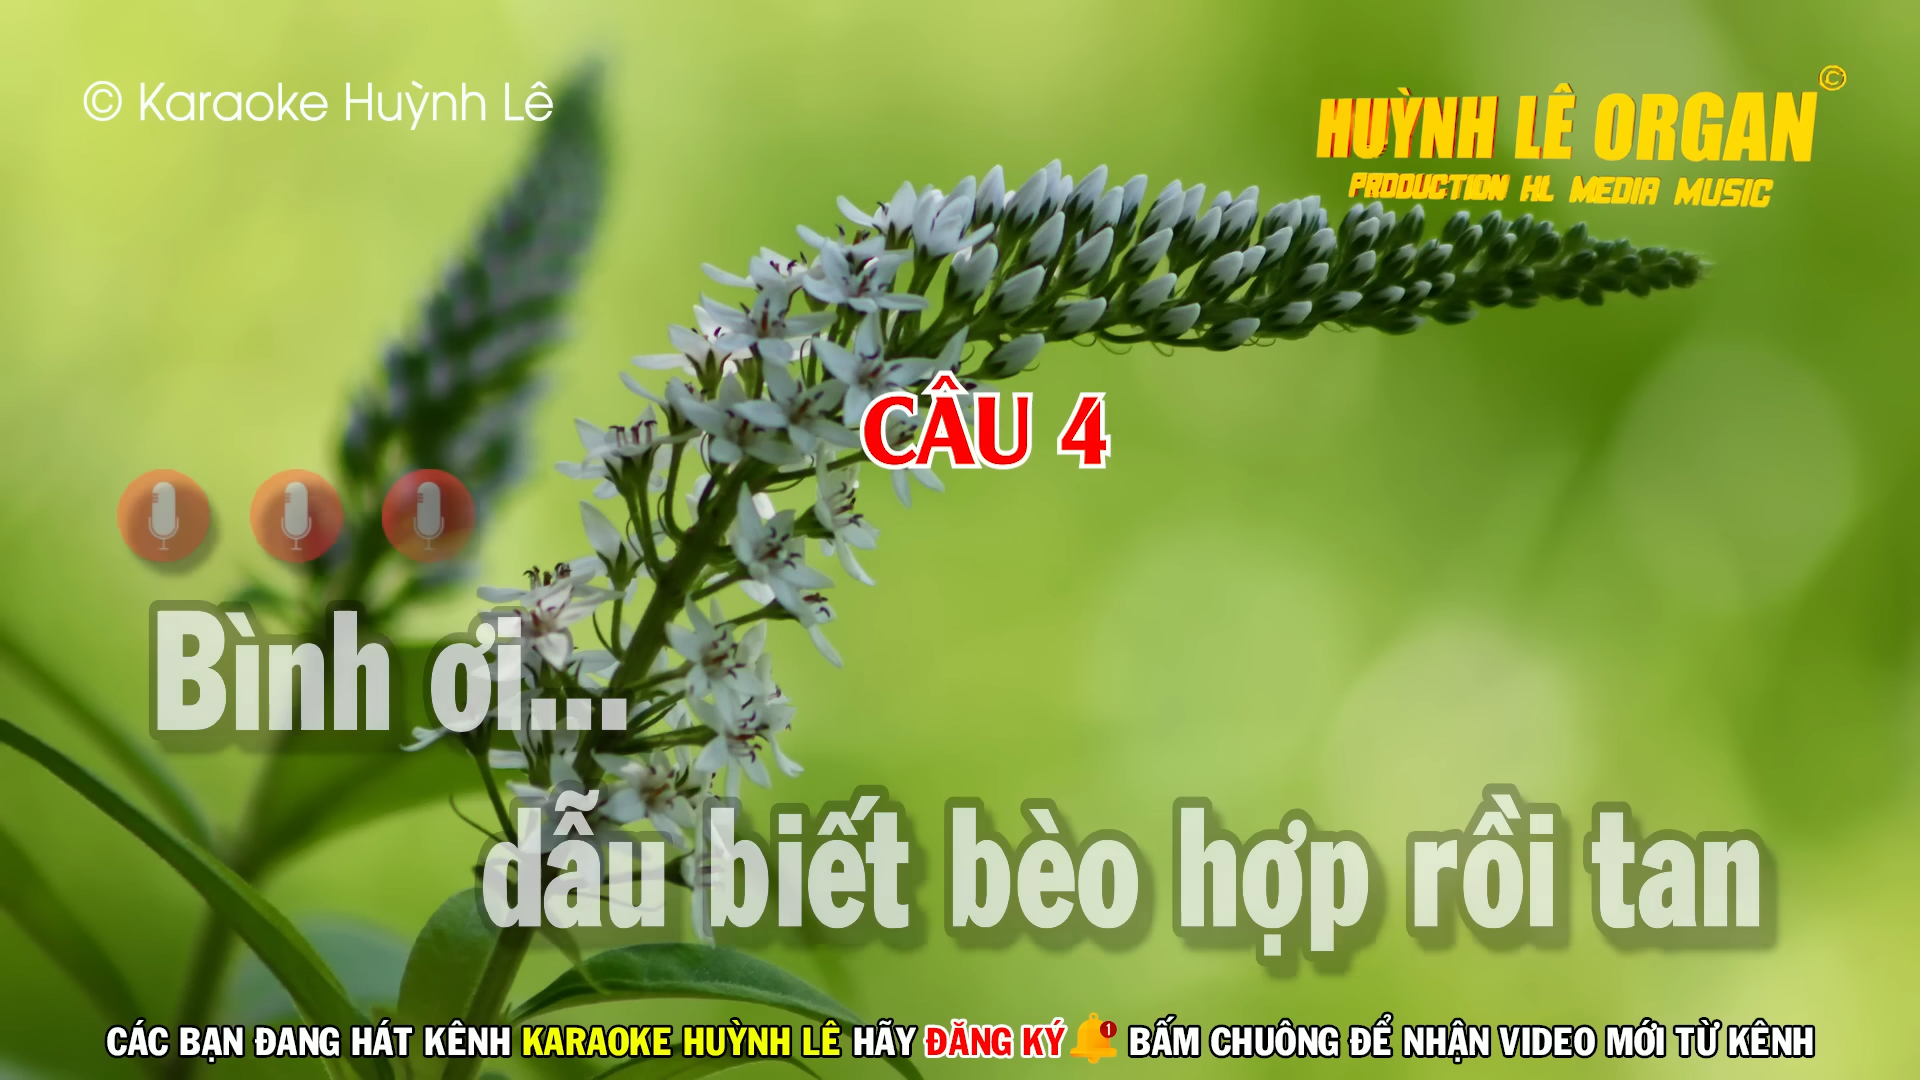 © Karaoke Huỳnh Lê
HUỲNH LÊ ORGAN ©
PRODUCTION HL MEDIA MUSIC
CÂU 4
Bình ơi...
dẫu biết bèo hợp rồi tan
CÁC BẠN ĐANG HÁT KÊNH KARAOKE HUỲNH LÊ HÃY ĐĂNG KÝ 1 BẤM CHUÔNG ĐỂ NHẬN VIDEO MỚI TỪ KÊNH